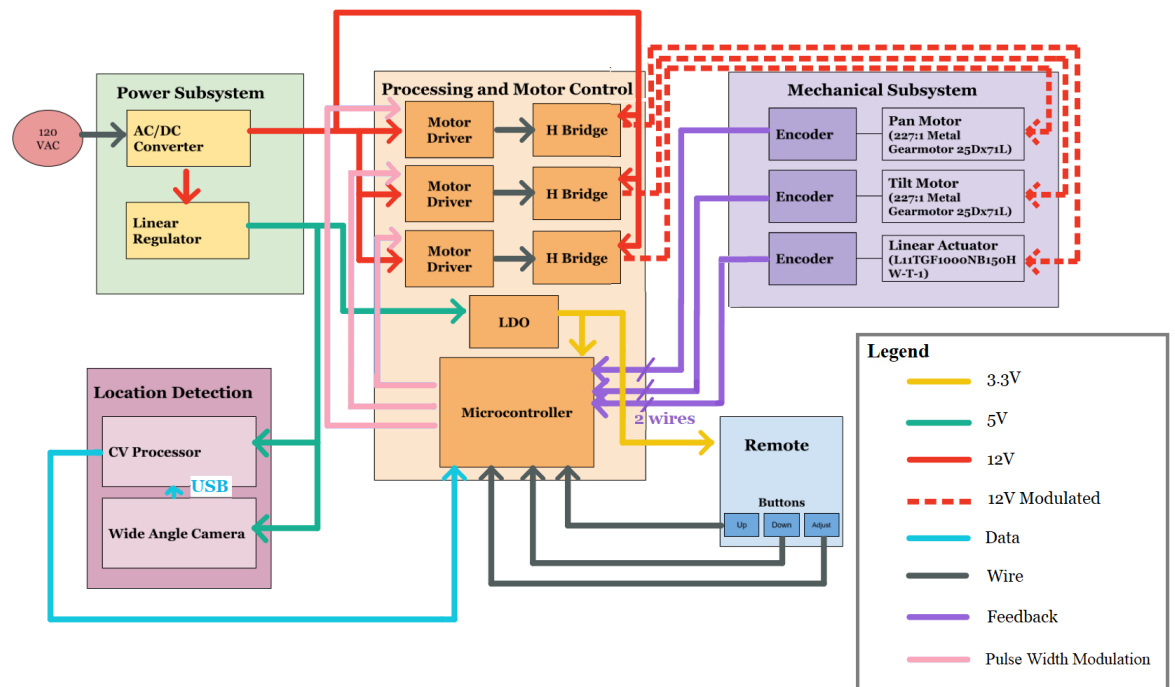 Power Subsystem
120
VAC
AC/DC
Converter
Linear
Regulator
Processing and Motor Control
Motor
Driver
H Bridge
Motor
Driver
H Bridge
Motor
Driver
H Bridge
LDO
Microcontroller
Mechanical Subsystem
Encoder
Pan Motor
(227:1 Metal
Gearmotor 25Dx71L)
Encoder
Tilt Motor
(227:1 Metal
Gearmotor 25Dx71L)
Encoder
Linear Actuator
(L11TGF1000NB150H
W-T-1)
2 wires
Location Detection
CV Processor
USB
Wide Angle Camera
Remote
Buttons
Up
Down
Adjust
Legend
3.3V
5V
12V
12V Modulated
Data
Wire
Feedback
Pulse Width Modulation